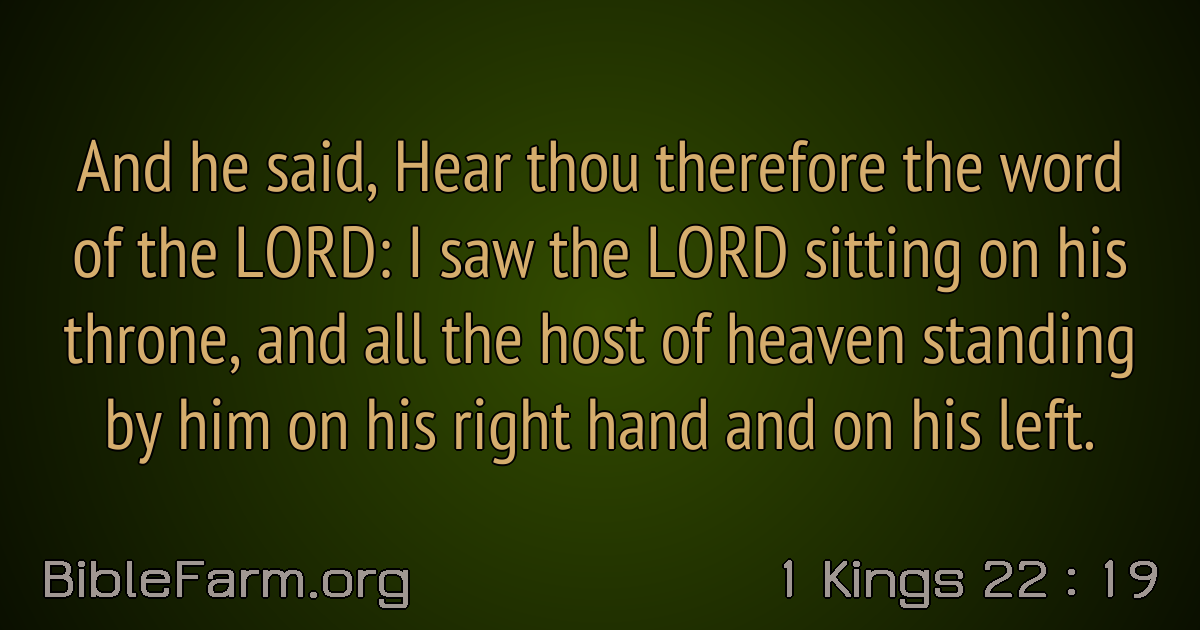 And he said, Hear thou therefore the word
of the LORD: I saw the LORD sitting on his
throne, and all the host of heaven standing
by him on his right hand and on his left.
BibleFarm.org
1 Kings 22 : 19